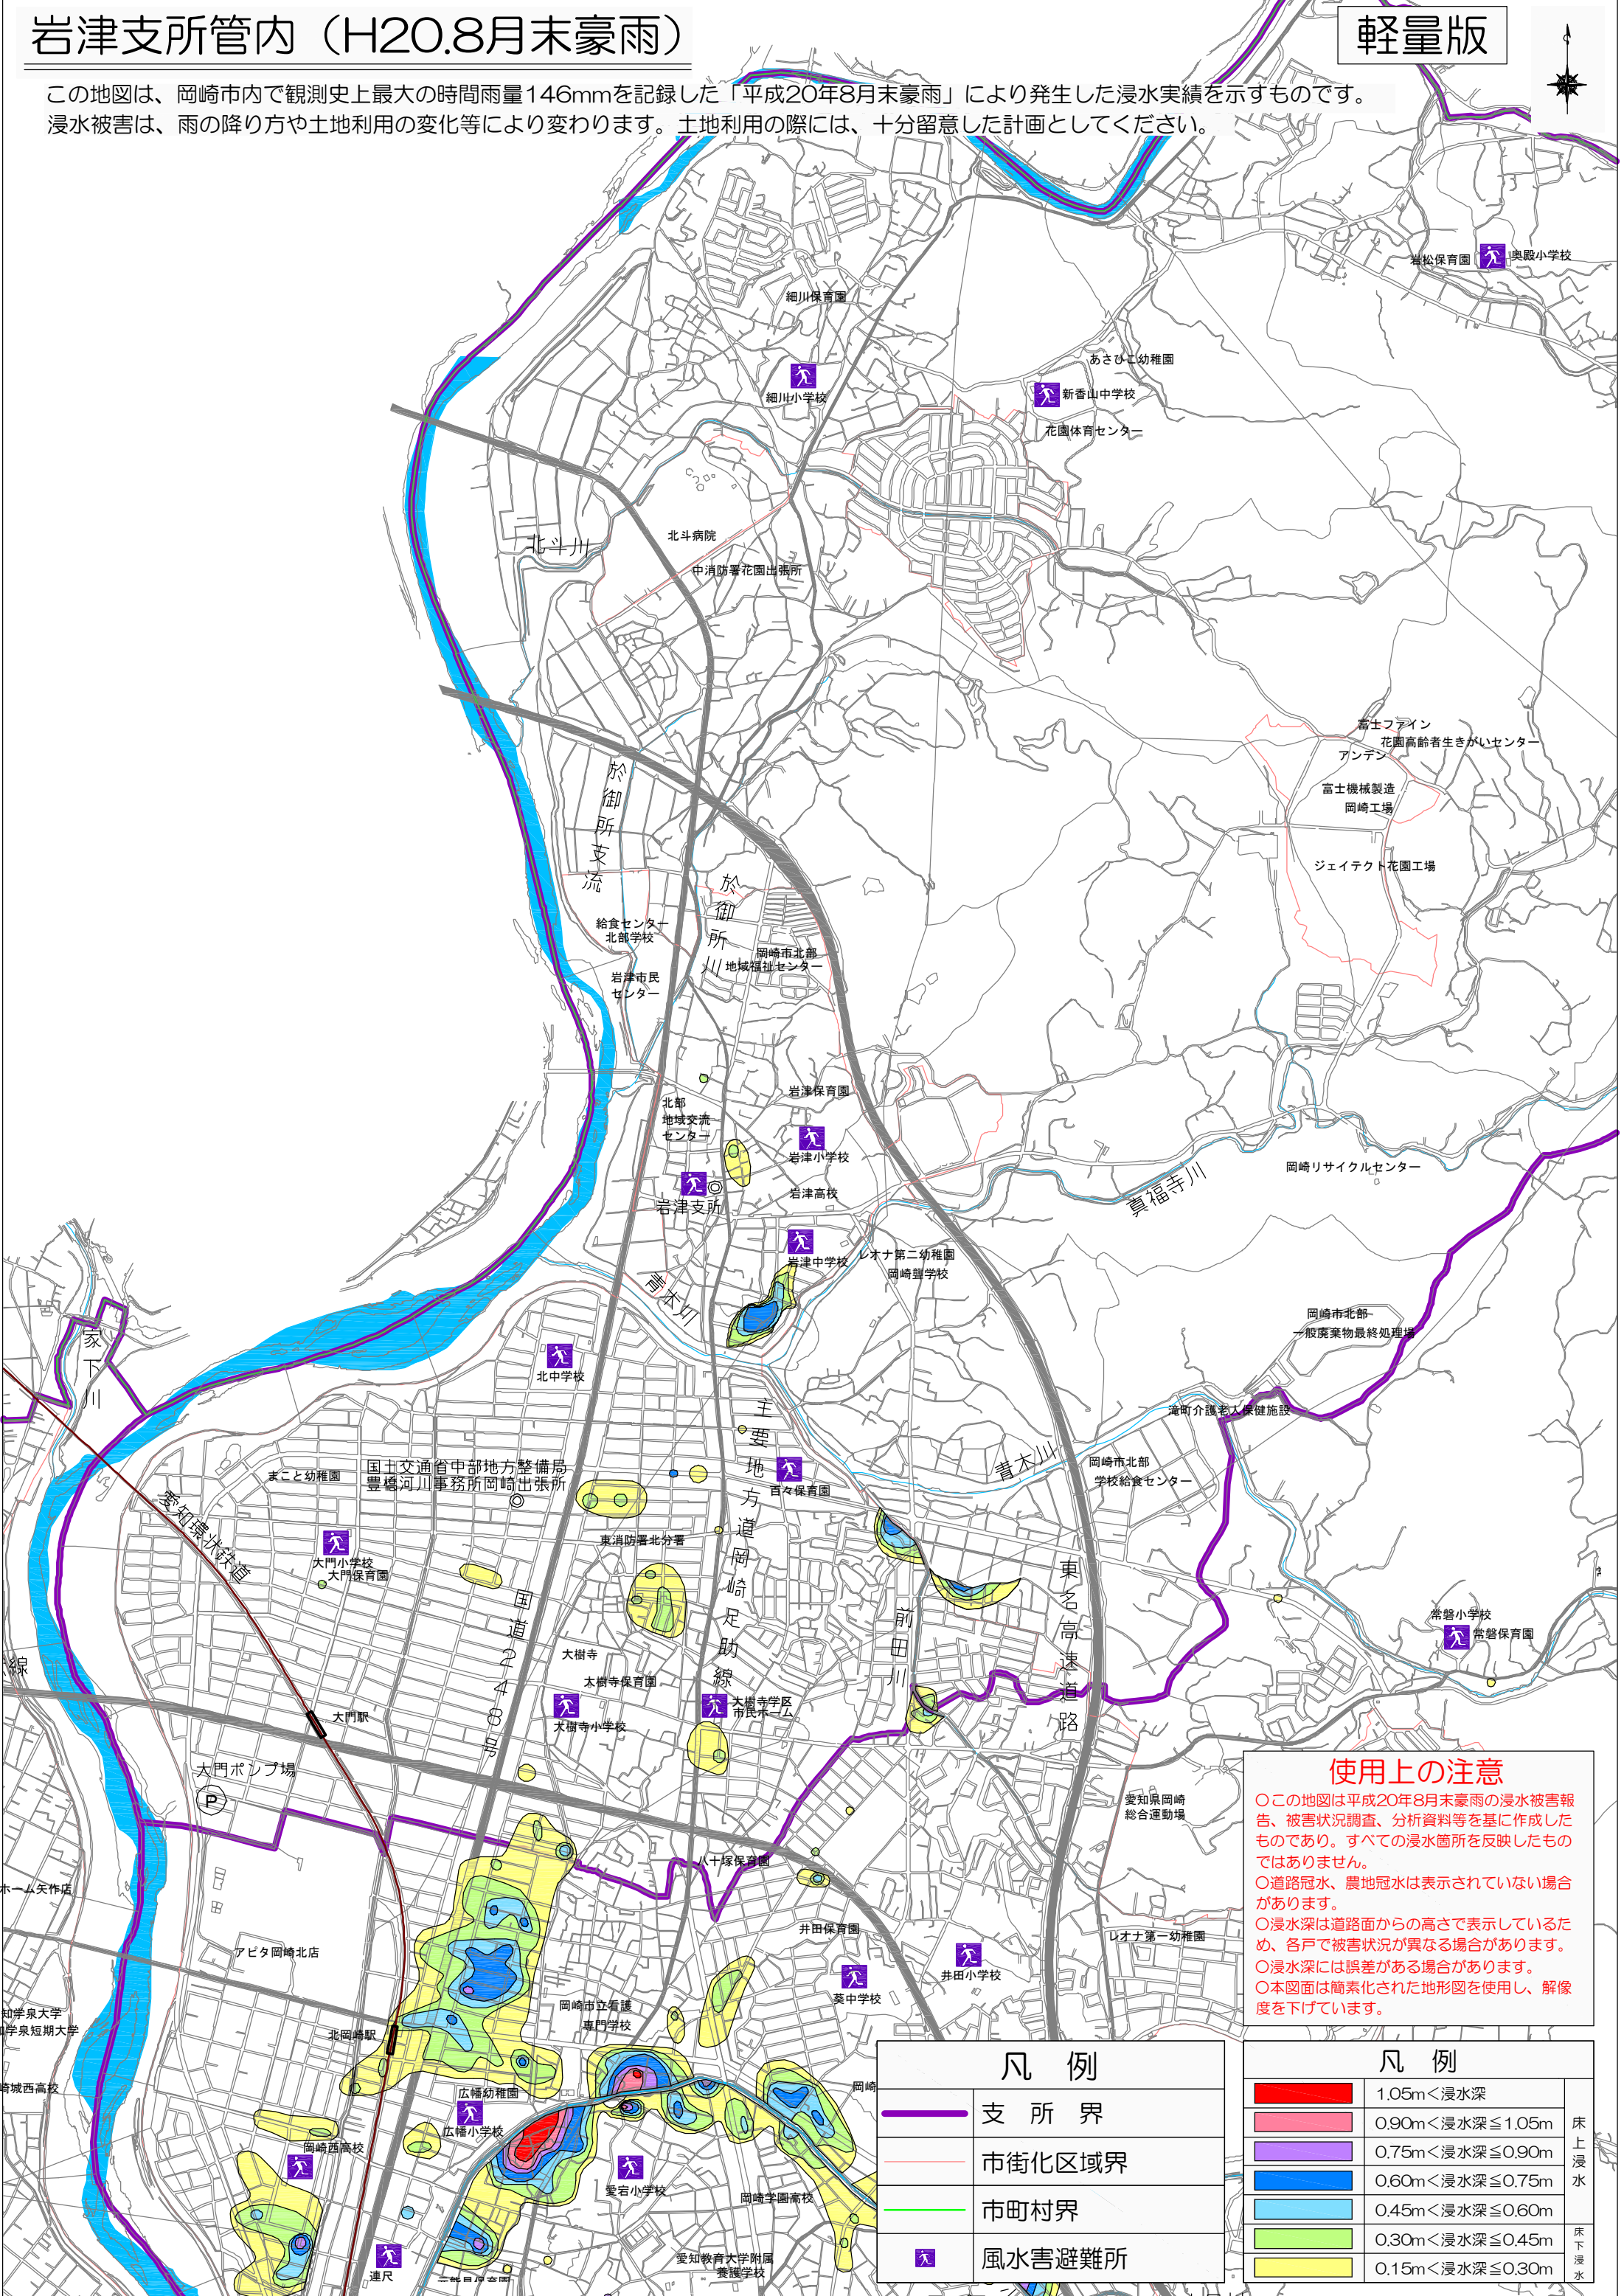 岩津支所管内（H20.8月末豪雨）
軽量版
この地図は、岡崎市内で観測史上最大の時間雨量146mmを記録した「平成20年8月末豪雨」により発生した浸水実績を示すものです。
浸水被害は、雨の降り方や土地利用の変化等により変わります。土地利用の際には、十分留意した計画としてください。
岩松保育園
奥殿小学校
細川保育園
あさひこ幼稚園
細川小学校
新香山中学校
花園体育センター
北斗川
北斗病院
中消防署花園出張所
富士ファイン
花園高齢者生きがいセンター
アンデン
富士機械製造
岡崎工場
於御所支流
ジェイテクト花園工場
於御所川
給食センター
北部学校
岡崎市北部
地域福祉センター
岩津市民
センター
岩津保育園
北部
地域交流
センター
岩津小学校
岡崎リサイクルセンター
真福寺川
岩津高校
岩津支所
岩津中学校
レオナ第二幼稚園
岡崎聾学校
青木川
岡崎市北部
一般廃棄物最終処理場
家下川
北中学校
滝町介護老人保健施設
主要地方道岡崎足助線
青木川
岡崎市北部
学校給食センター
まこと幼稚園
国土交通省中部地方整備局
豊橋河川事務所岡崎出張所
百々保育園
愛知環状鉄道
東消防署北分署
大門小学校
大門保育園
国道248号
東名高速道路
前田川
常磐小学校
常磐保育園
線
大樹寺
大樹寺保育園
大樹寺小学校
大樹寺学区
市民ホーム
大門駅
大門ポンプ場
P
愛知県岡崎
総合運動場
八十塚保育園
ホーム矢作店
井田保育園
アピタ岡崎北店
レオナ第一幼稚園
井田小学校
葵中学校
知学泉大学
知学泉短期大学
岡崎市立看護
専門学校
北岡崎駅
崎城西高校
岡崎
広幡幼稚園
広幡小学校
岡崎西高校
愛宕小学校
岡崎学園高校
愛知教育大学附属
養護学校
連尺
使用上の注意
○この地図は平成20年8月末豪雨の浸水被害報
告、被害状況調査、分析資料等を基に作成した
ものであり。すべての浸水箇所を反映したもの
ではありません。
○道路冠水、農地冠水は表示されていない場合
があります。
○浸水深は道路面からの高さで表示しているた
め、各戸で被害状況が異なる場合があります。
○浸水深には誤差がある場合があります。
○本図面は簡素化された地形図を使用し、解像
度を下げています。
凡　例
支　所　界
市街化区域界
市町村界
風水害避難所
凡　例
1.05m＜浸水深
0.90m＜浸水深≦1.05m
0.75m＜浸水深≦0.90m
0.60m＜浸水深≦0.75m
0.45m＜浸水深≦0.60m
0.30m＜浸水深≦0.45m
0.15m＜浸水深≦0.30m
床上浸水
床下浸水